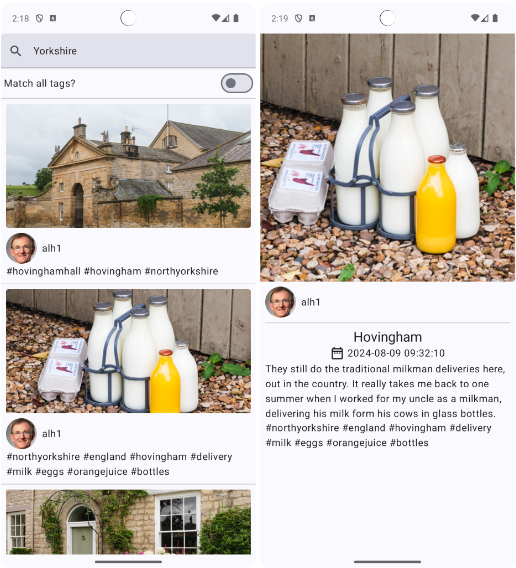 2:18
Yorkshire
Match all tags?
alh1
#hovinghamhall #hovingham #northyorkshire
alh1
#northyorkshire #england #hovingham #delivery
#milk #eggs #orangejuice #bottles
2:19
alh1
Hovingham
2024-08-09 09:32:10
They still do the traditional milkman deliveries here,
out in the country. It really takes me back to one
summer when I worked for my uncle as a milkman,
delivering his milk form his cows in glass bottles.
#northyorkshire #england #hovingham #delivery
#milk #eggs #orangejuice #bottles